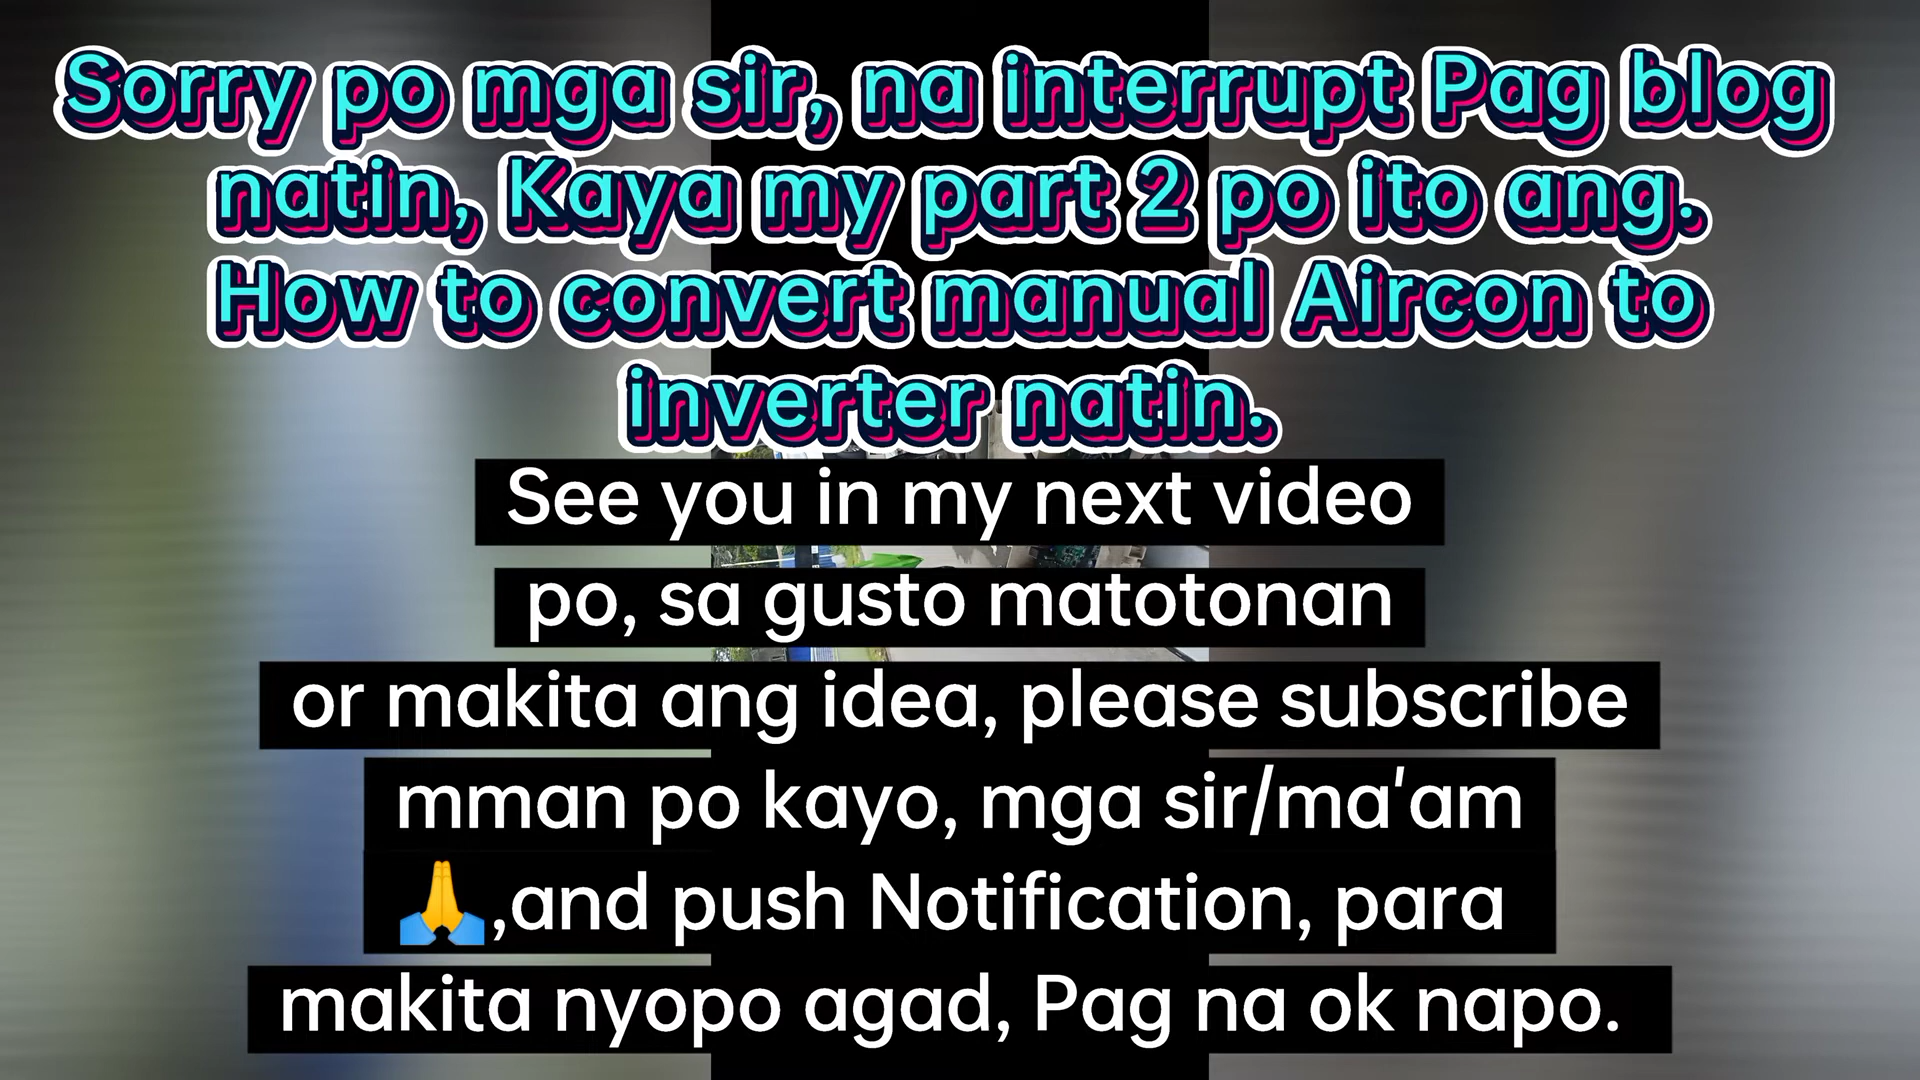 Sorry po mga sir, na interrupt Pag blog
natin, Kaya my part 2 po ito ang.
How to convert manual Aircon to
inverter natin.
See you in my next video
po, sa gusto matotonan
or makita ang idea, please subscribe
mman po kayo, mga sir/ma'am
🙏,and push Notification, para
makita nyopo agad, Pag na ok napo.